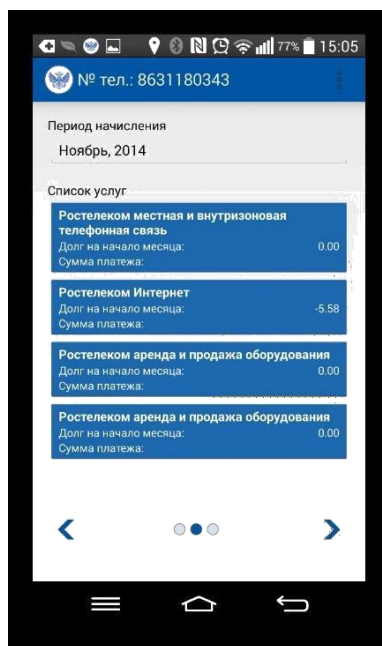 77% 15:05
№ тел.: 8631180343
Период начисления
Ноябрь, 2014
Список услуг
Ростелеком местная и внутризоновая
телефонная связь
Долг на начало месяца: 0.00
Сумма платежа:
Ростелеком Интернет
Долг на начало месяца: -5.58
Сумма платежа:
Ростелеком аренда и продажа оборудования
Долг на начало месяца: 0.00
Сумма платежа:
Ростелеком аренда и продажа оборудования
Долг на начало месяца: 0.00
Сумма платежа: